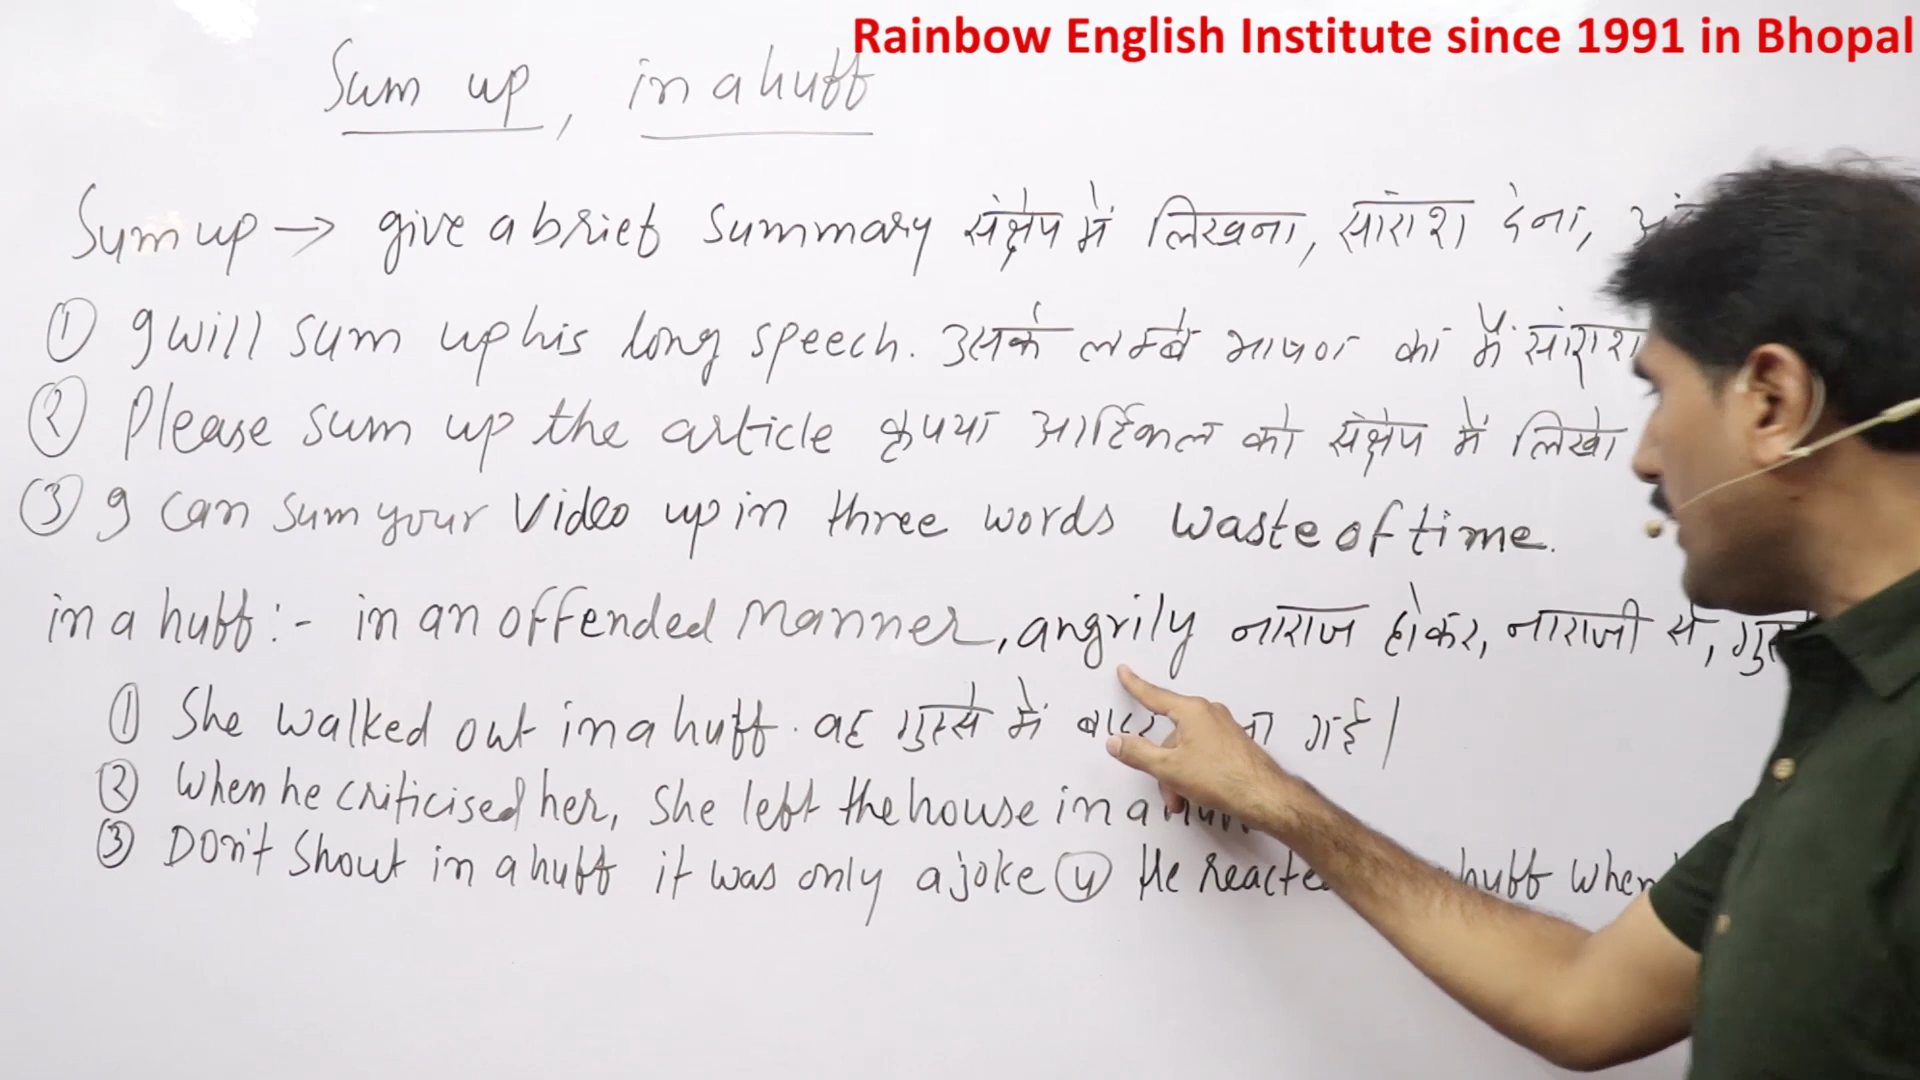 Rainbow English Institute since 1991 in Bhopal
Sum up, in a huff
Sum up → give a brief summary संक्षेप में लिखना, सांराश देना,
① I will sum up his long speech. उसके लम्बे भाषण को मैं सांराश
② Please sum up the article कृपया आर्टिकल को संक्षेप में लिखो
③ I can sum your video up in three words waste of time.
in a huff :- in an offended manner, angrily नाराज होकर, नाराजी से,
① She walked out in a huff. वह गुस्से में गई|
② When he criticised her, She left the house in a
③ Don't Shout in a huff it was only a joke ④ He huff when